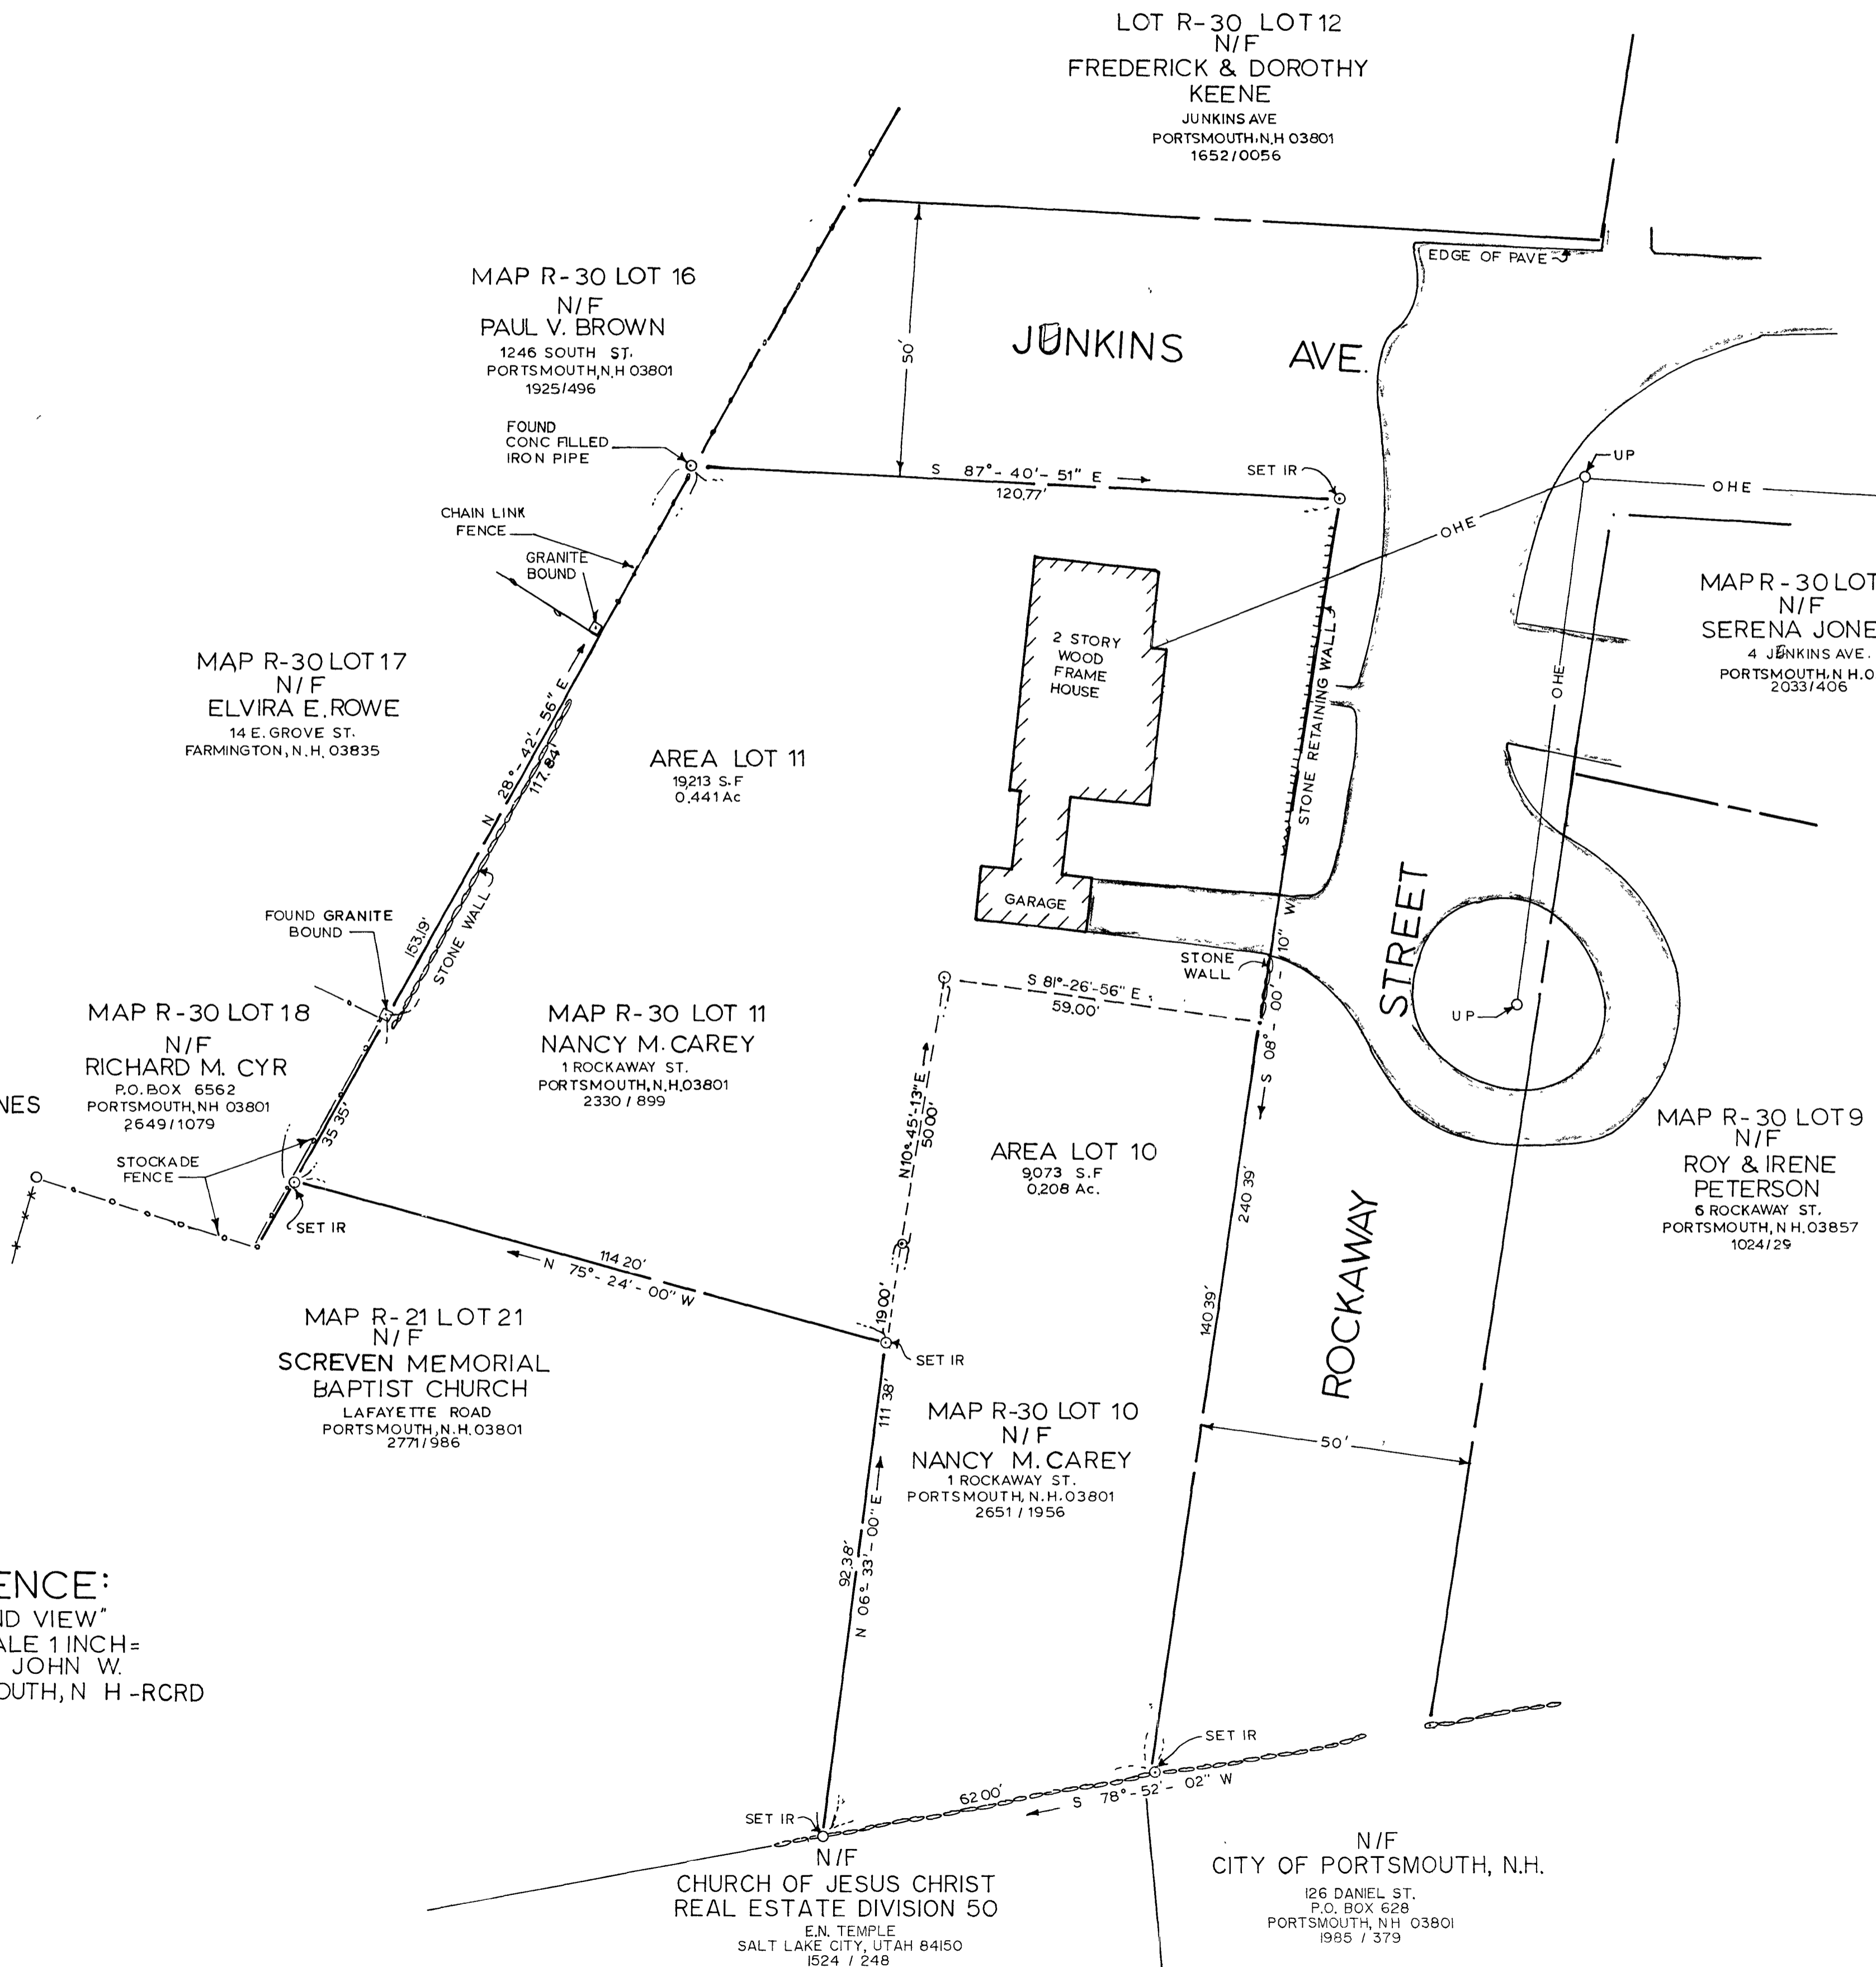 LOT R-30 LOT 12
N/F
FREDERICK & DOROTHY
KEENE
JUNKINS AVE
PORTSMOUTH, N.H 03801
1652/0056
EDGE OF PAVE
MAP R-30 LOT 16
N/F
PAUL V. BROWN
1246 SOUTH ST.
PORTSMOUTH, N.H 03801
1925/496
50'
JUNKINS AVE.
FOUND
CONC FILLED
IRON PIPE
S 87°-40'-51" E
120.77'
SET IR
UP
OHE
OHE
OHE
CHAIN LINK
FENCE
GRANITE
BOUND
2 STORY
WOOD
FRAME
HOUSE
STONE RETAINING WALL
MAP R-30 LOT
N/F
SERENA JONE
4 JUNKINS AVE.
PORTSMOUTH, N H.O
2033/406
MAP R-30 LOT 17
N/F
ELVIRA E. ROWE
14 E. GROVE ST.
FARMINGTON, N.H. 03835
N 28°-42'-56" E
117.84'
153.19'
STONE WALL
AREA LOT 11
19,213 S.F
0.441 Ac
GARAGE
FOUND GRANITE
BOUND
STONE
WALL
S 81°-26'-56" E
59.00'
S 08°-00'-10" W
STREET
UP
MAP R-30 LOT 18
N/F
RICHARD M. CYR
P.O. BOX 6562
PORTSMOUTH, NH 03801
2649/1079
NES
MAP R-30 LOT 11
NANCY M. CAREY
1 ROCKAWAY ST.
PORTSMOUTH, N.H. 03801
2330 / 899
35 35'
STOCKADE
FENCE
SET IR
N 10°-45'-13" E
50.00'
AREA LOT 10
9,073 S.F
0.208 Ac.
240 39'
140 39'
ROCKAWAY
MAP R-30 LOT 9
N/F
ROY & IRENE
PETERSON
6 ROCKAWAY ST.
PORTSMOUTH, N H. 03857
1024/29
114 20'
N 75°-24'-00" W
19 00'
SET IR
MAP R-21 LOT 21
N/F
SCREVEN MEMORIAL
BAPTIST CHURCH
LAFAYETTE ROAD
PORTSMOUTH, N.H. 03801
2771/986
111 38'
MAP R-30 LOT 10
N/F
NANCY M. CAREY
1 ROCKAWAY ST.
PORTSMOUTH, N.H. 03801
2651 / 1956
50'
92.38'
N 06°-33'-00" E
ENCE:
ND VIEW"
ALE 1 INCH=
JOHN W.
OUTH, N H -RCRD
SET IR
62 00'
S 78°-52'-02" W
SET IR
N/F
CHURCH OF JESUS CHRIST
REAL ESTATE DIVISION 50
E.N. TEMPLE
SALT LAKE CITY, UTAH 84150
1524 / 248
N/F
CITY OF PORTSMOUTH, N.H.
126 DANIEL ST.
P.O. BOX 628
PORTSMOUTH, NH 03801
1985 / 379